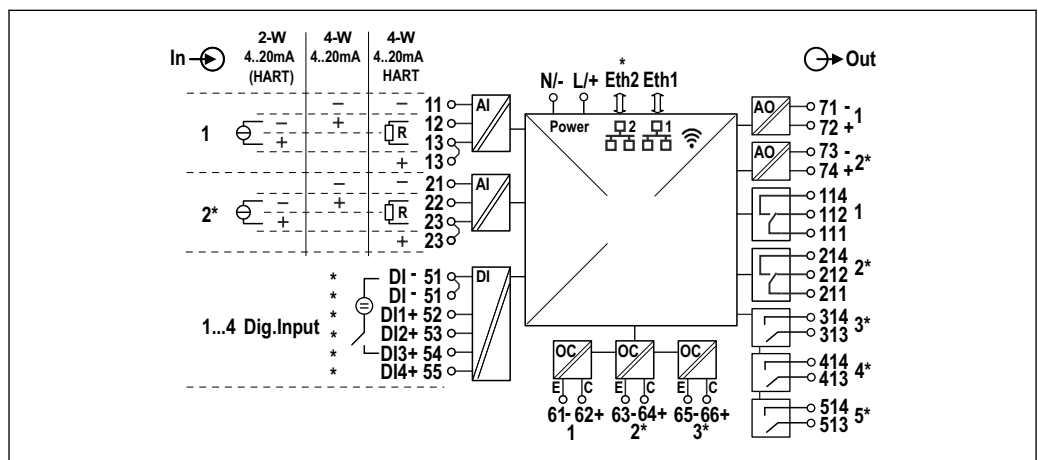 In
2-W 4-W 4-W
4..20mA 4..20mA 4..20mA
(HART) HART
1
− − − 11
+ 12
− + R 13
+ 13
AI
2*
− − − 21
+ 22
− + R 23
+ 23
AI
1...4 Dig.Input
* DI - 51
* DI - 51
* DI1+ 52
* DI2+ 53
* DI3+ 54
* DI4+ 55
DI
*
N/- L/+ Eth2 Eth1
Power 2 1
Out
AO 71 -
72 + 1
AO 73 -
74 + 2*
114
112 1
111
214
212 2*
211
314
313 3*
414
413 4*
514
513 5*
OC OC OC
E C E C E C
61- 62+ 63- 64+ 65- 66+
1 2* 3*